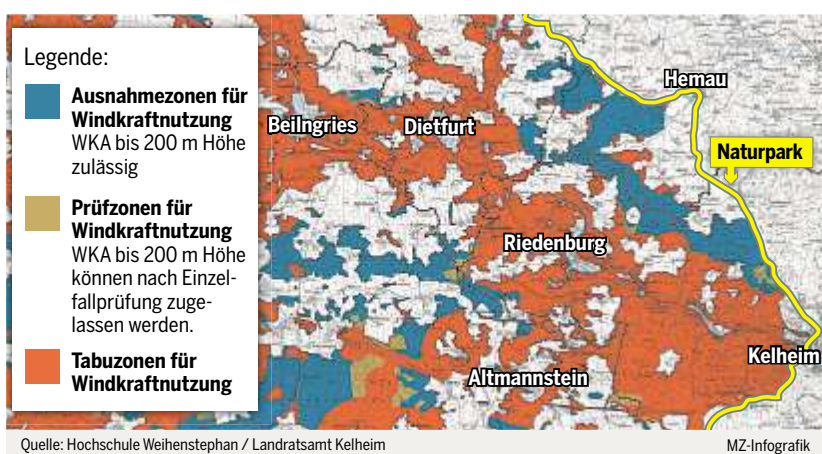 Legende:
Ausnahmezonen für
Windkraftnutzung
WKA bis 200 m Höhe
zulässig
Prüfzonen für
Windkraftnutzung
WKA bis 200 m Höhe
können nach Einzel-
fallprüfung zuge-
lassen werden.
Tabuzonen für
Windkraftnutzung
Hemau
Beilngries
Dietfurt
Naturpark
Riedenburg
Kelheim
Altmannstein
Quelle: Hochschule Weihenstephan / Landratsamt Kelheim
MZ-Infografik